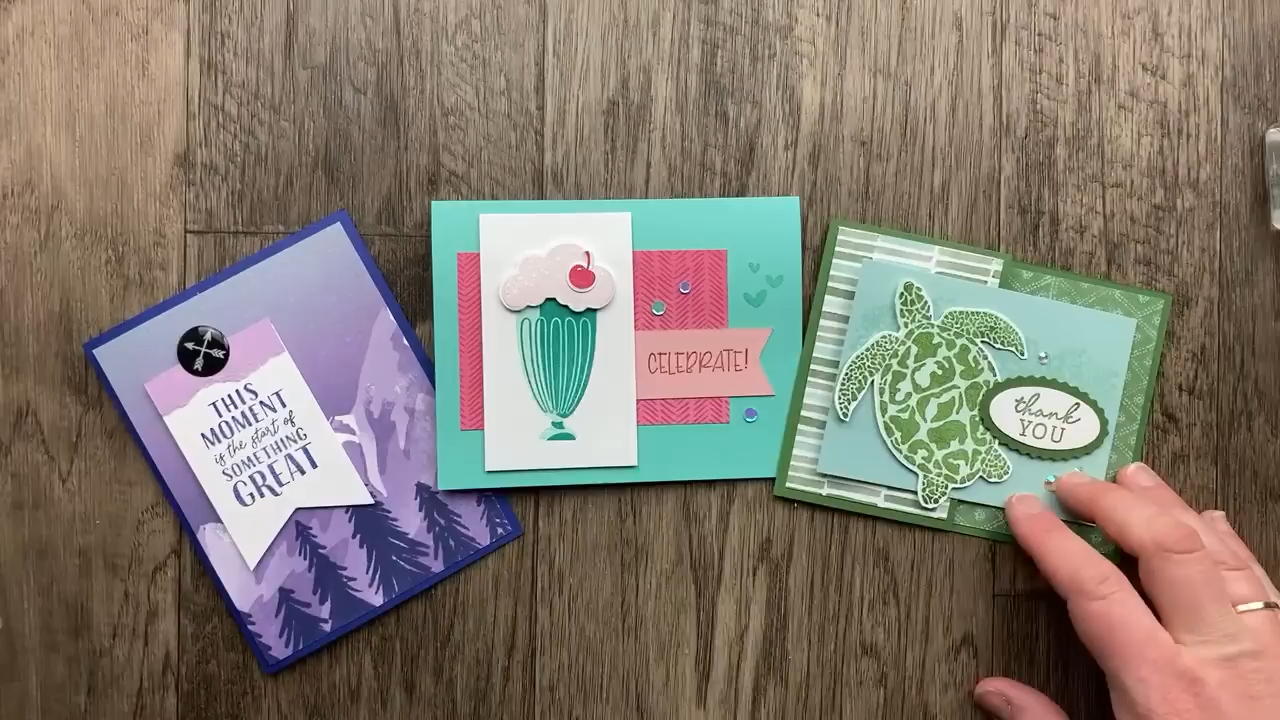 THIS
MOMENT
is the start of
SOMETHING
GREAT
CELEBRATE!
thank
YOU